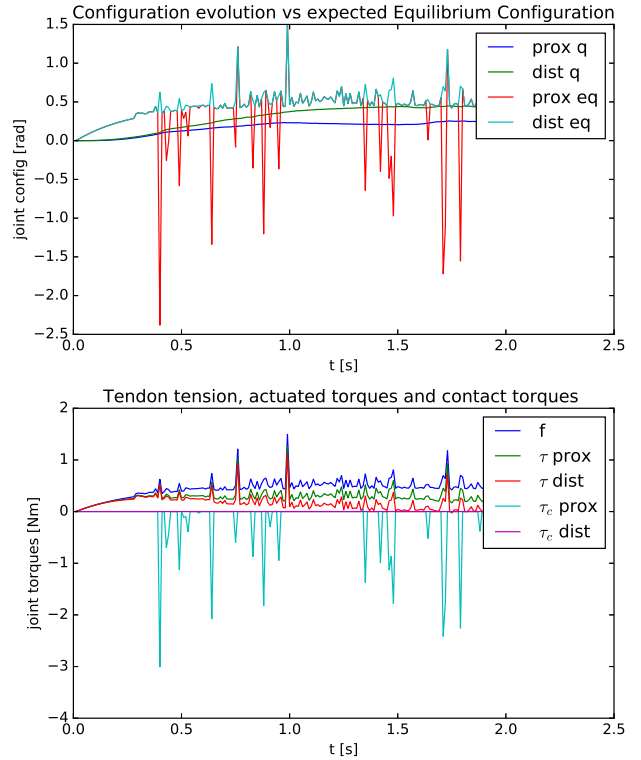 Configuration evolution vs expected Equilibrium Configuration
1.5
1.0
0.5
0.0
−0.5
−1.0
−1.5
−2.0
−2.5
joint config [rad]
prox q
dist q
prox eq
dist eq
0.0 0.5 1.0 1.5 2.0 2.5
t [s]
Tendon tension, actuated torques and contact torques
2
1
0
−1
−2
−3
−4
joint torques [Nm]
f
τ prox
τ dist
τc prox
τc dist
0.0 0.5 1.0 1.5 2.0 2.5
t [s]